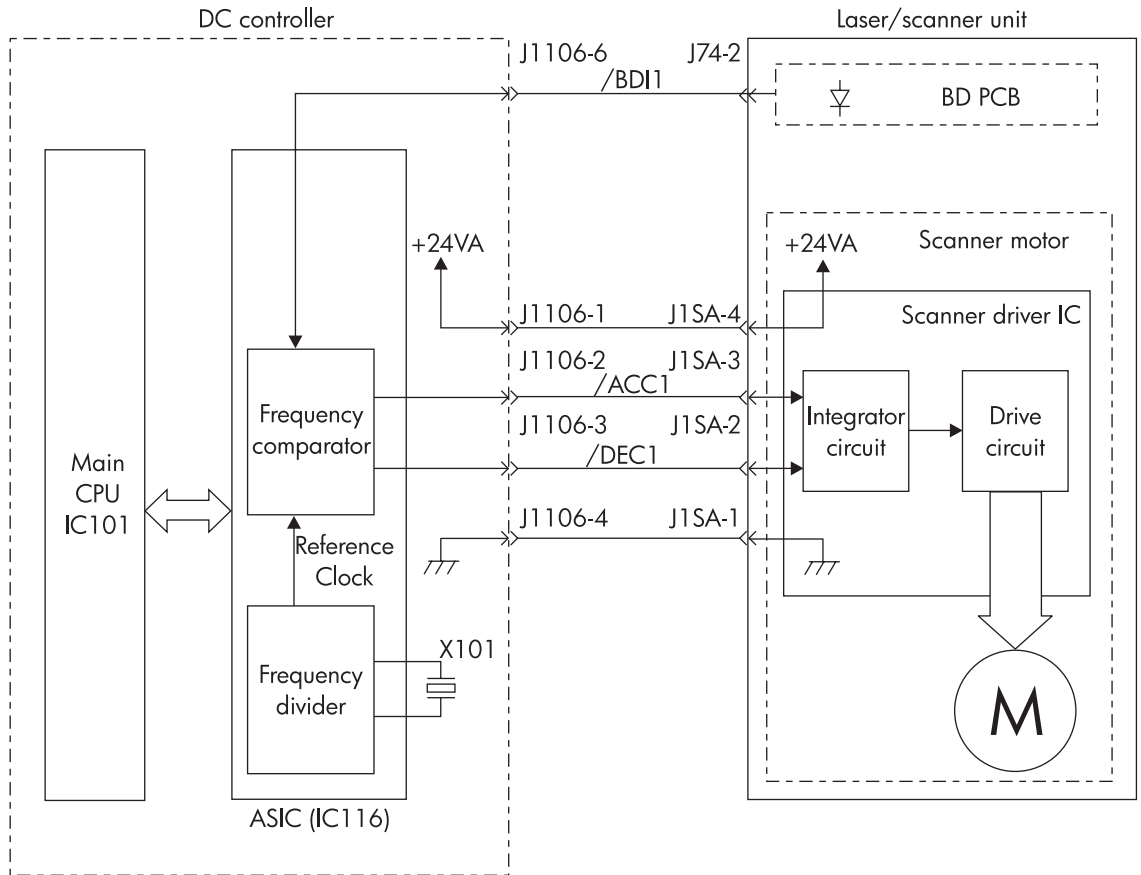 DC controller
Laser/scanner unit
J1106-6
J74-2
/BDI1
BD PCB
+24VA
+24VA
Scanner motor
J1106-1
J1SA-4
Scanner driver IC
J1106-2
J1SA-3
/ACC1
Frequency
comparator
Integrator
circuit
Drive
circuit
J1106-3
J1SA-2
/DEC1
Main
CPU
IC101
J1106-4
J1SA-1
Reference
Clock
X101
Frequency
divider
M
ASIC (IC116)